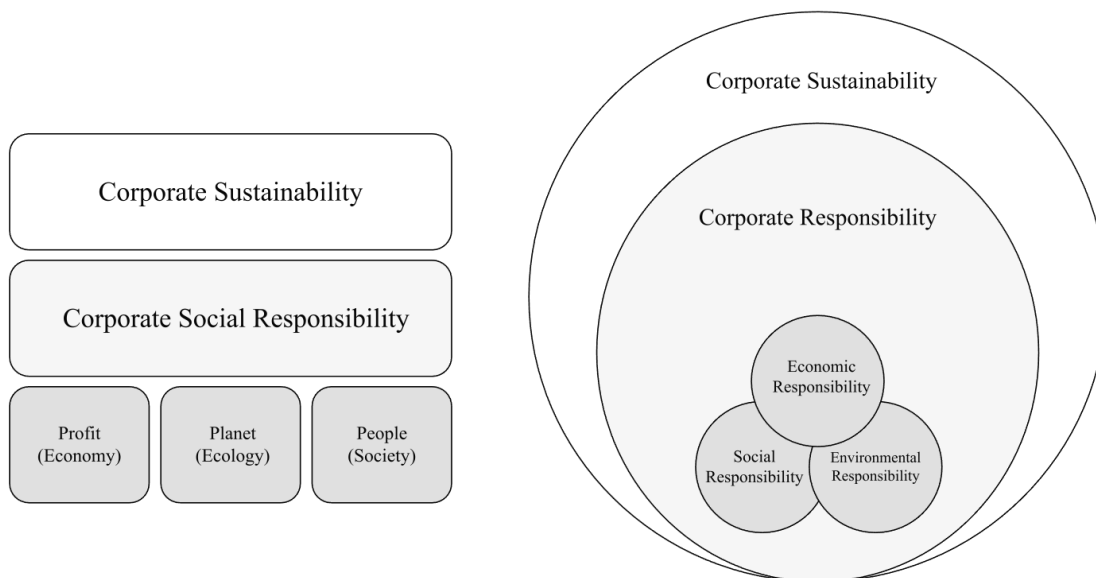 Corporate Sustainability
Corporate Social Responsibility
Profit
(Economy)
Planet
(Ecology)
People
(Society)
Corporate Sustainability
Corporate Responsibility
Economic
Responsibility
Social
Responsibility
Environmental
Responsibility